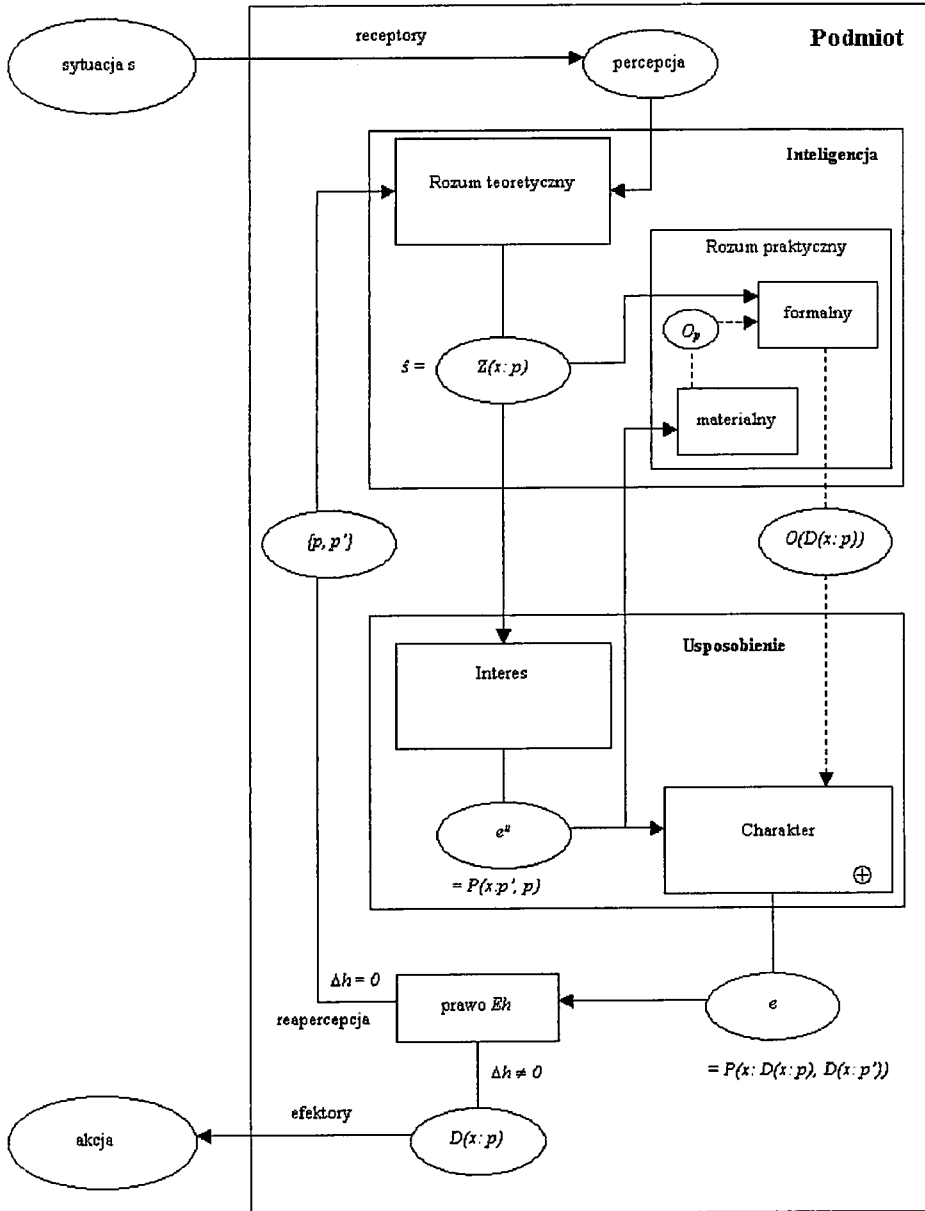 Podmiot
receptory
sytuacja s
percepcja
Inteligencja
Rozum teoretyczny
Rozum praktyczny
formalny
O_p
ŝ =
Z(x: p)
materialny
{p, p'}
O(D(x: p))
Usposobienie
Interes
e^u
Charakter
⊕
= P(x:p', p)
Δh = 0
prawo Eh
e
reapercepcja
= P(x: D(x: p), D(x: p'))
Δh ≠ 0
efektory
akcja
D(x: p)